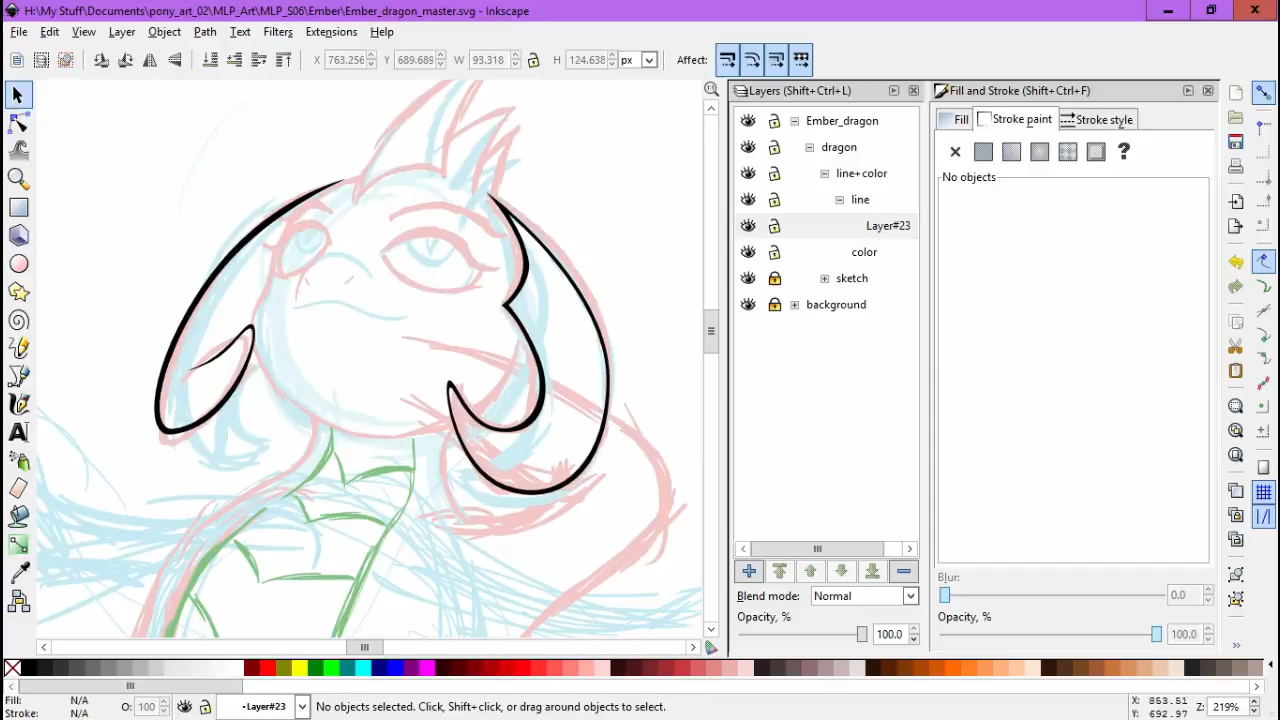 H:\My Stuff\Documents\pony_art_02\MLP_Art\MLP_S06\Ember\Ember_dragon_master.svg - Inkscape
File Edit View Layer Object Path Text Filters Extensions Help
X 763.256 Y 689.689 W 93.318 H 124.638 px Affect:
Layers (Shift+Ctrl+L)
Fill and Stroke (Shift+Ctrl+F)
Ember_dragon
Fill Stroke paint Stroke style
dragon
?
line+color
No objects
line
Layer#23
color
sketch
background
Blur:
Blend mode: Normal
0.0
Opacity, %
Opacity, %
100.0
100.0
Fill: N/A
Stroke: N/A
O: 100
•Layer#23
No objects selected. Click, Shift+click, or drag around objects to select.
X: 853.51
Y: 692.97
Z: 219%